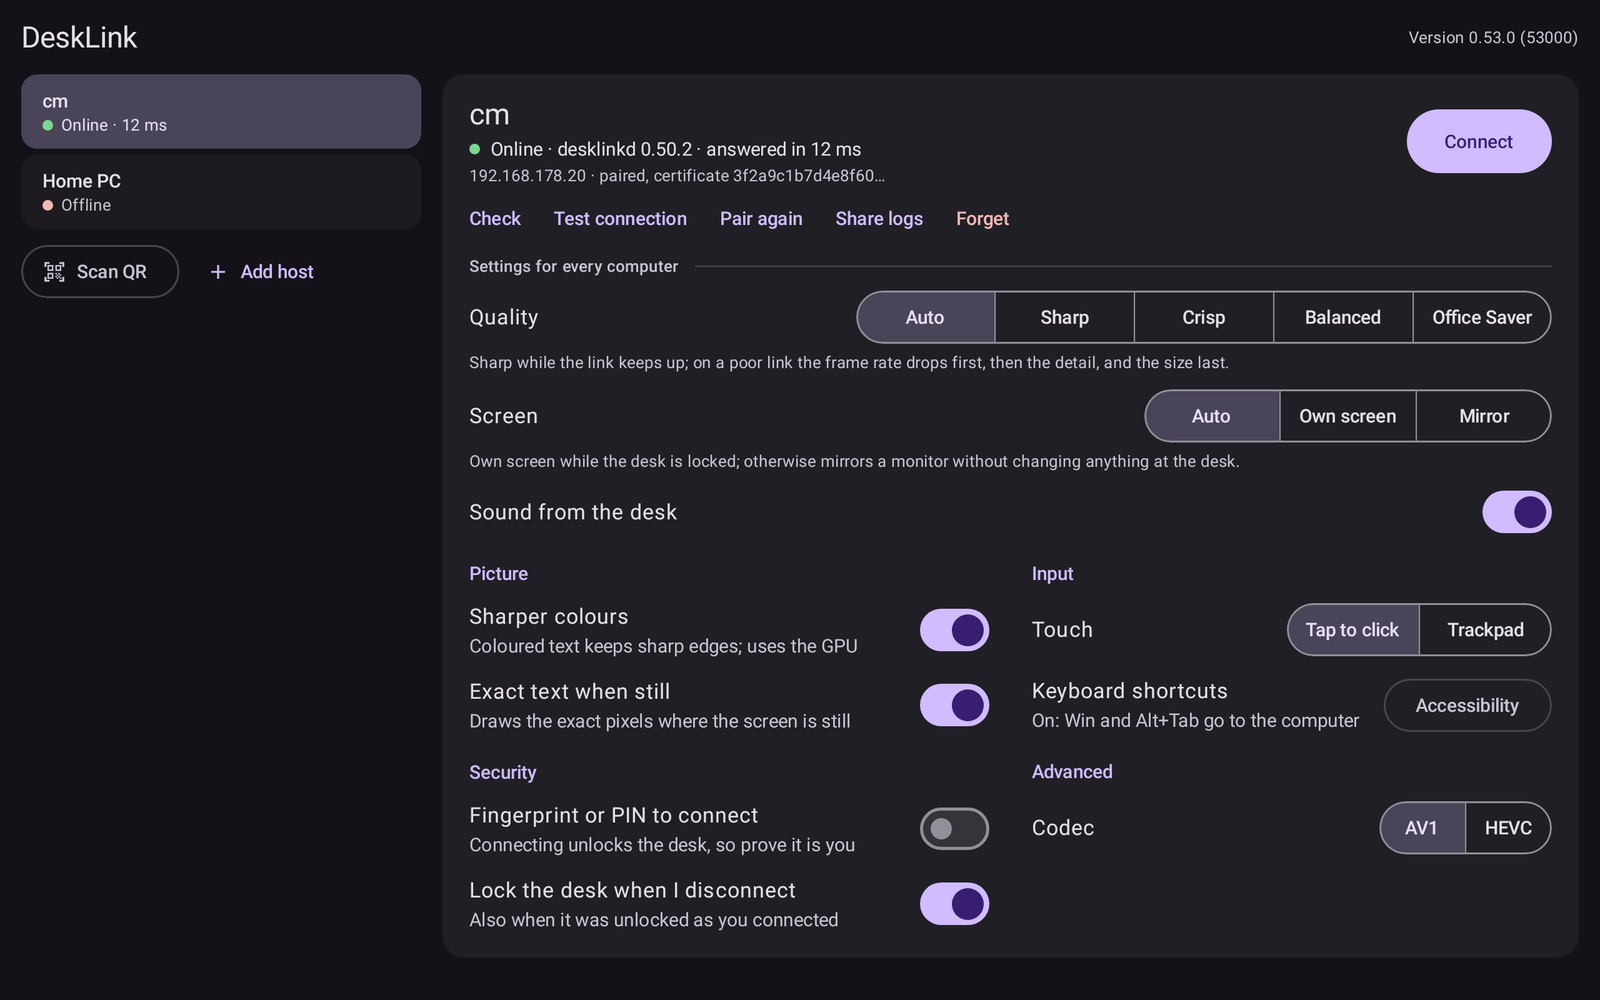 DeskLink
Version 0.53.0 (53000)
cm
Online · 12 ms
Home PC
Offline
Scan QR
+ Add host
cm
Online · desklinkd 0.50.2 · answered in 12 ms
192.168.178.20 · paired, certificate 3f2a9c1b7d4e8f60…
Connect
Check Test connection Pair again Share logs Forget
Settings for every computer
Quality Auto Sharp Crisp Balanced Office Saver
Sharp while the link keeps up; on a poor link the frame rate drops first, then the detail, and the size last.
Screen Auto Own screen Mirror
Own screen while the desk is locked; otherwise mirrors a monitor without changing anything at the desk.
Sound from the desk
Picture
Sharper colours
Coloured text keeps sharp edges; uses the GPU
Exact text when still
Draws the exact pixels where the screen is still
Security
Fingerprint or PIN to connect
Connecting unlocks the desk, so prove it is you
Lock the desk when I disconnect
Also when it was unlocked as you connected
Input
Touch Tap to click Trackpad
Keyboard shortcuts
On: Win and Alt+Tab go to the computer
Accessibility
Advanced
Codec AV1 HEVC